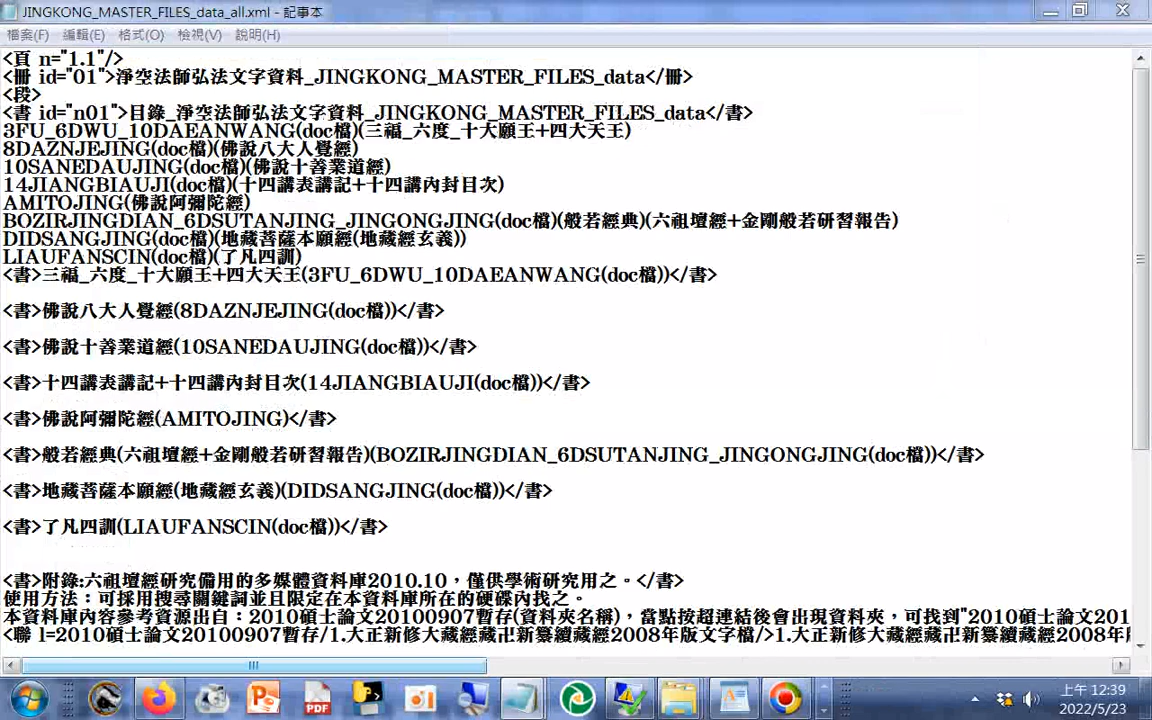 JINGKONG_MASTER_FILES_data_all.xml - 記事本
檔案(F) 編輯(E) 格式(O) 檢視(V) 說明(H)
<頁 n="1.1"/>
<冊 id="01">淨空法師弘法文字資料_JINGKONG_MASTER_FILES_data</冊>
<段>
<書 id="n01">目錄_淨空法師弘法文字資料_JINGKONG_MASTER_FILES_data</書>
3FU_6DWU_10DAEANWANG(doc檔)(三福_六度_十大願王+四大天王)
8DAZNJEJING(doc檔)(佛說八大人覺經)
10SANEDAUJING(doc檔)(佛說十善業道經)
14JIANGBIAUJI(doc檔)(十四講表講記+十四講內封目次)
AMITOJING(佛說阿彌陀經)
BOZIRJINGDIAN_6DSUTANJING_JINGONGJING(doc檔)(般若經典)(六祖壇經+金剛般若研習報告)
DIDSANGJING(doc檔)(地藏菩薩本願經(地藏經玄義))
LIAUFANSCIN(doc檔)(了凡四訓)
<書>三福_六度_十大願王+四大天王(3FU_6DWU_10DAEANWANG(doc檔))</書>
<書>佛說八大人覺經(8DAZNJEJING(doc檔))</書>
<書>佛說十善業道經(10SANEDAUJING(doc檔))</書>
<書>十四講表講記+十四講內封目次(14JIANGBIAUJI(doc檔))</書>
<書>佛說阿彌陀經(AMITOJING)</書>
<書>般若經典(六祖壇經+金剛般若研習報告)(BOZIRJINGDIAN_6DSUTANJING_JINGONGJING(doc檔))</書>
<書>地藏菩薩本願經(地藏經玄義)(DIDSANGJING(doc檔))</書>
<書>了凡四訓(LIAUFANSCIN(doc檔))</書>
<書>附錄:六祖壇經研究備用的多媒體資料庫2010.10，僅供學術研究用之。</書>
使用方法：可採用搜尋關鍵詞並且限定在本資料庫所在的硬碟內找之。
本資料庫內容參考資源出自：2010碩士論文20100907暫存(資料夾名稱)，當點按超連結後會出現資料夾，可找到"2010碩士論文201
<聯 l=2010碩士論文20100907暫存/1.大正新修大藏經藏卍新纂續藏經2008年版文字檔/>1.大正新修大藏經藏卍新纂續藏經2008年
上午 12:39
2022/5/23